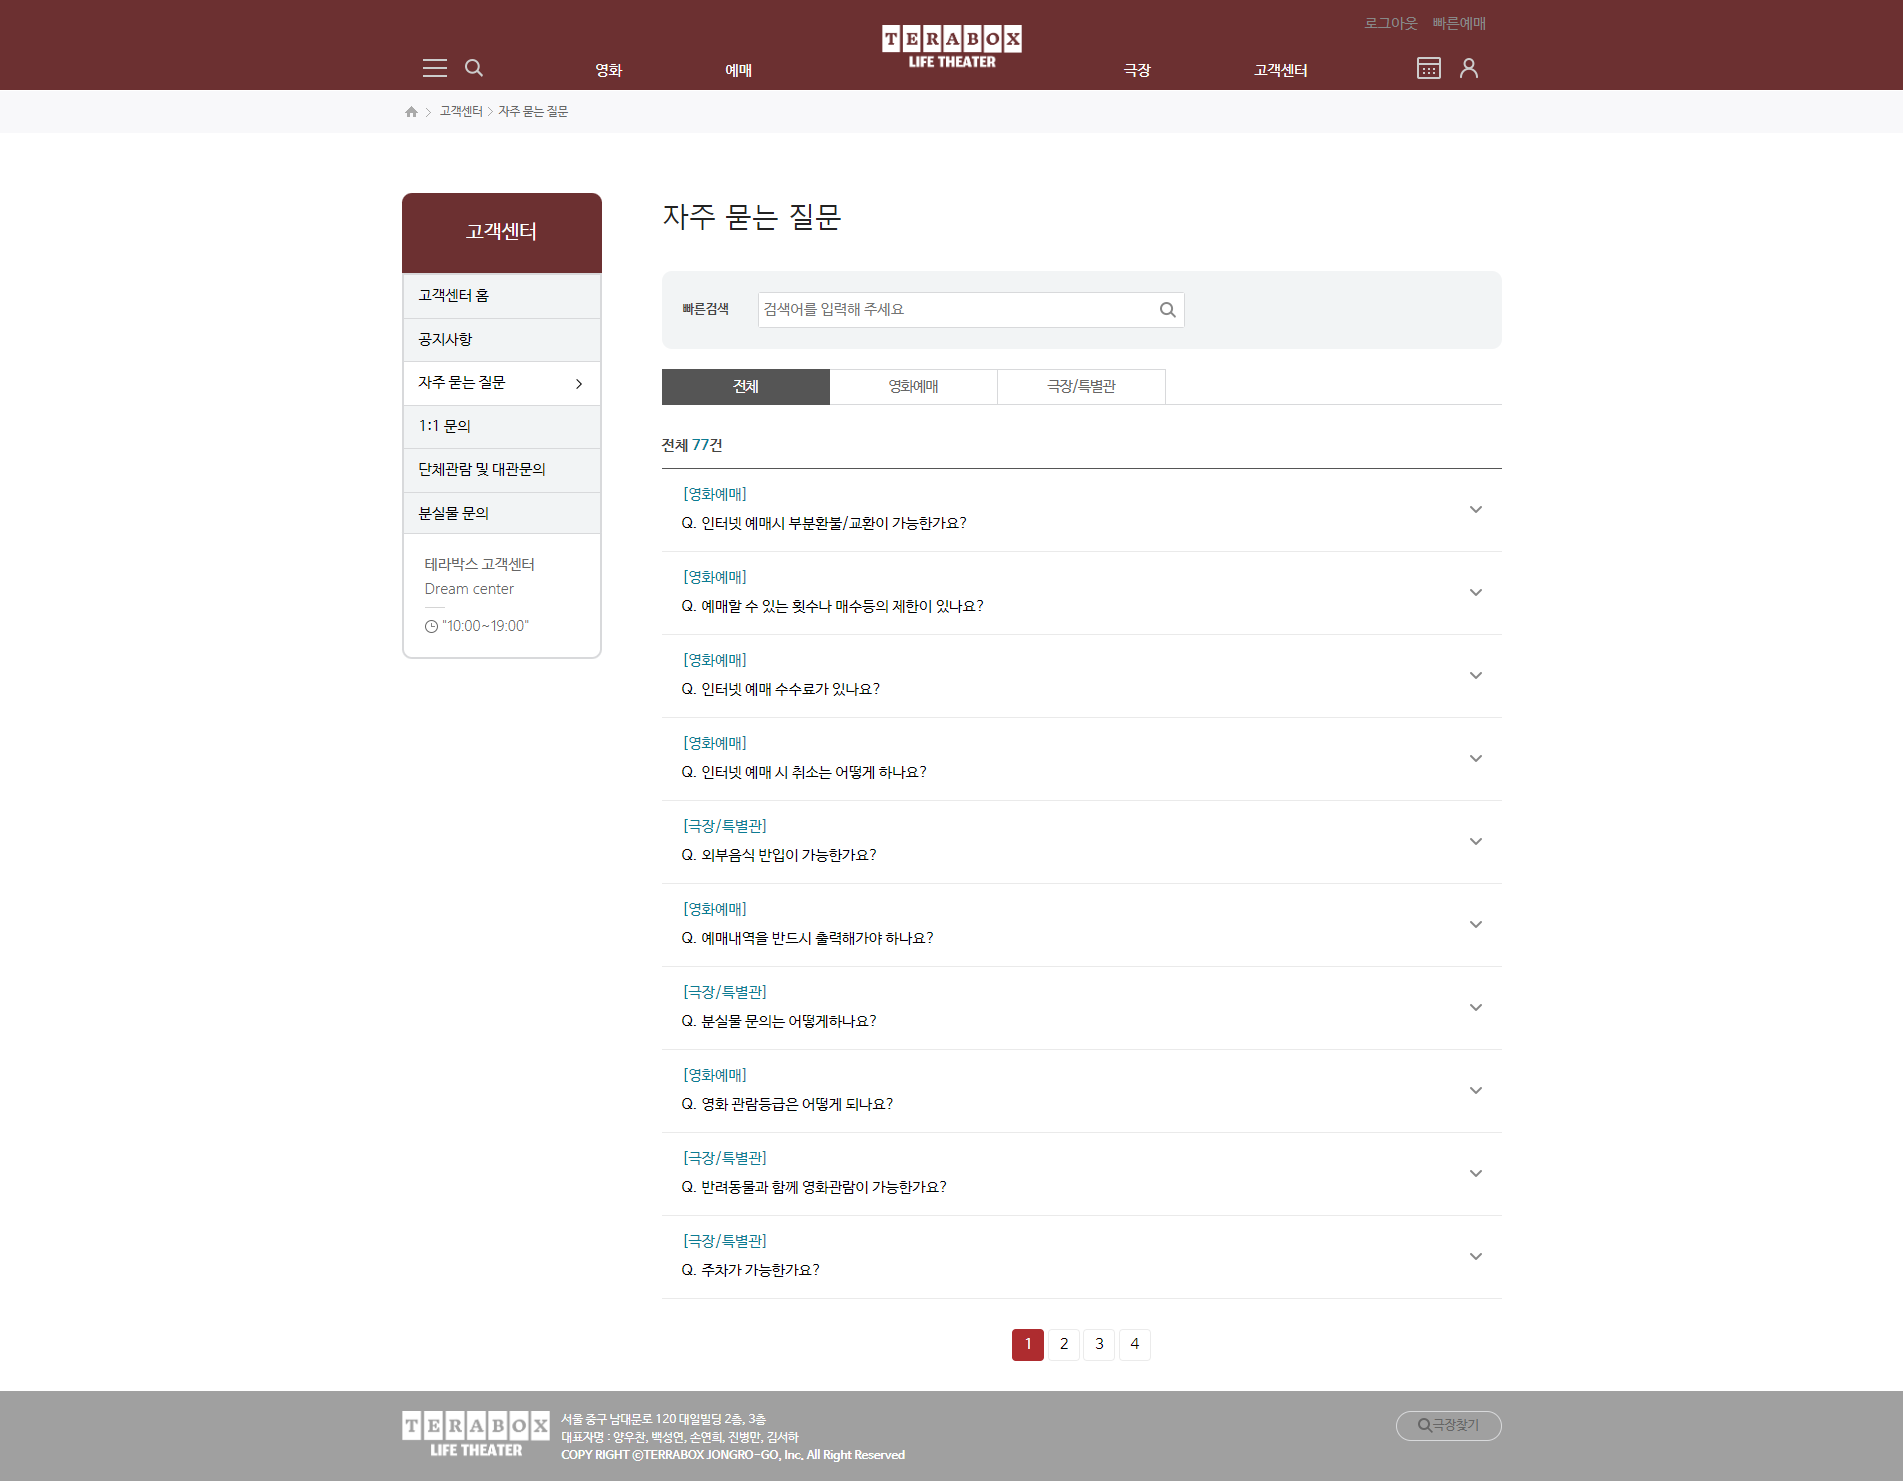 로그아웃 빠른예매
TERABOX
LIFE THEATER
영화 예매 극장 고객센터
고객센터 > 자주 묻는 질문
고객센터
고객센터 홈
공지사항
자주 묻는 질문
1:1 문의
단체관람 및 대관문의
분실물 문의
테라박스 고객센터
Dream center
"10:00~19:00"
자주 묻는 질문
빠른검색 검색어를 입력해 주세요
전체 영화예매 극장/특별관
전체 77건
[영화예매]
Q. 인터넷 예매시 부분환불/교환이 가능한가요?
[영화예매]
Q. 예매할 수 있는 횟수나 매수등의 제한이 있나요?
[영화예매]
Q. 인터넷 예매 수수료가 있나요?
[영화예매]
Q. 인터넷 예매 시 취소는 어떻게 하나요?
[극장/특별관]
Q. 외부음식 반입이 가능한가요?
[영화예매]
Q. 예매내역을 반드시 출력해가야 하나요?
[극장/특별관]
Q. 분실물 문의는 어떻게하나요?
[영화예매]
Q. 영화 관람등급은 어떻게 되나요?
[극장/특별관]
Q. 반려동물과 함께 영화관람이 가능한가요?
[극장/특별관]
Q. 주차가 가능한가요?
1 2 3 4
TERABOX
LIFE THEATER
서울 중구 남대문로 120 대일빌딩 2층, 3층
대표자명 : 양우찬, 백성연, 손연희, 진병만, 김서하
COPY RIGHT ⓒTERRABOX JONGRO-GO, Inc. All Right Reserved
극장찾기